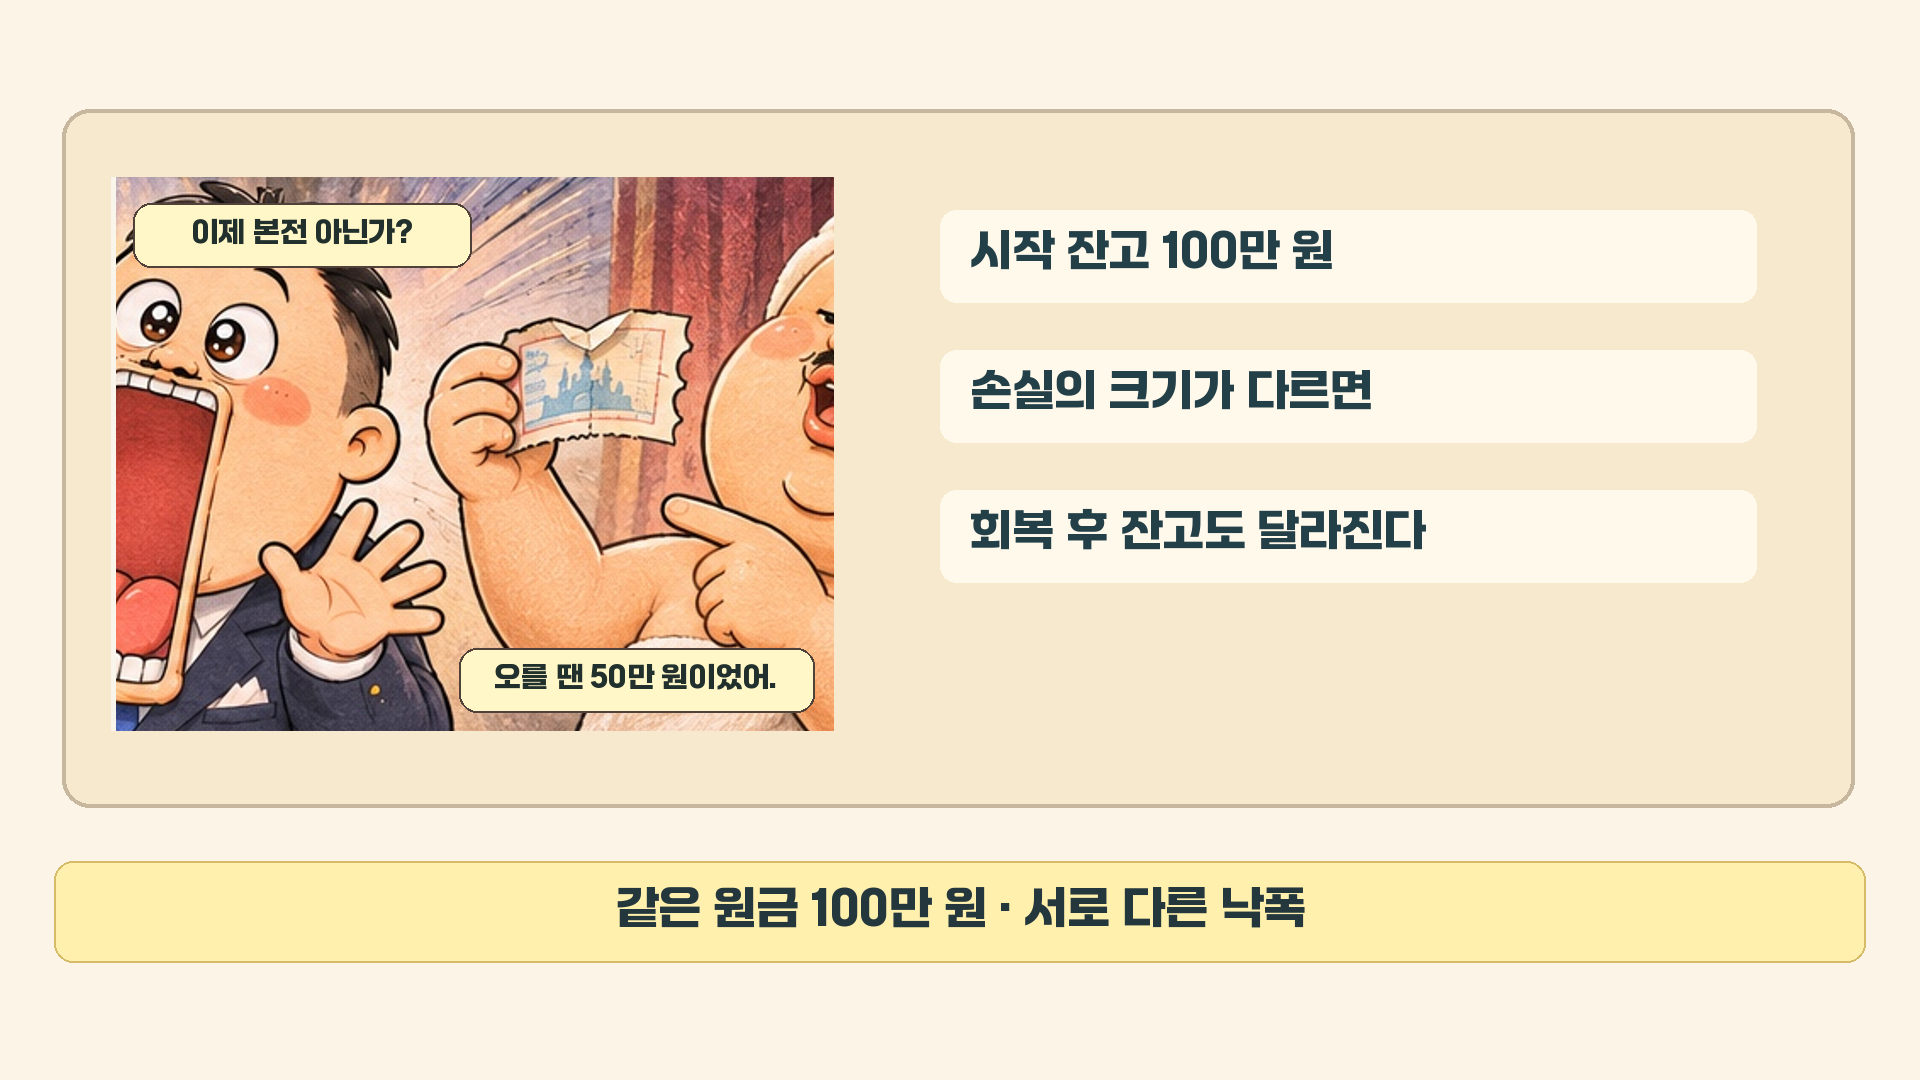 이제 본전 아닌가?
오를 땐 50만 원이었어.
시작 잔고 100만 원
손실의 크기가 다르면
회복 후 잔고도 달라진다
같은 원금 100만 원 · 서로 다른 낙폭